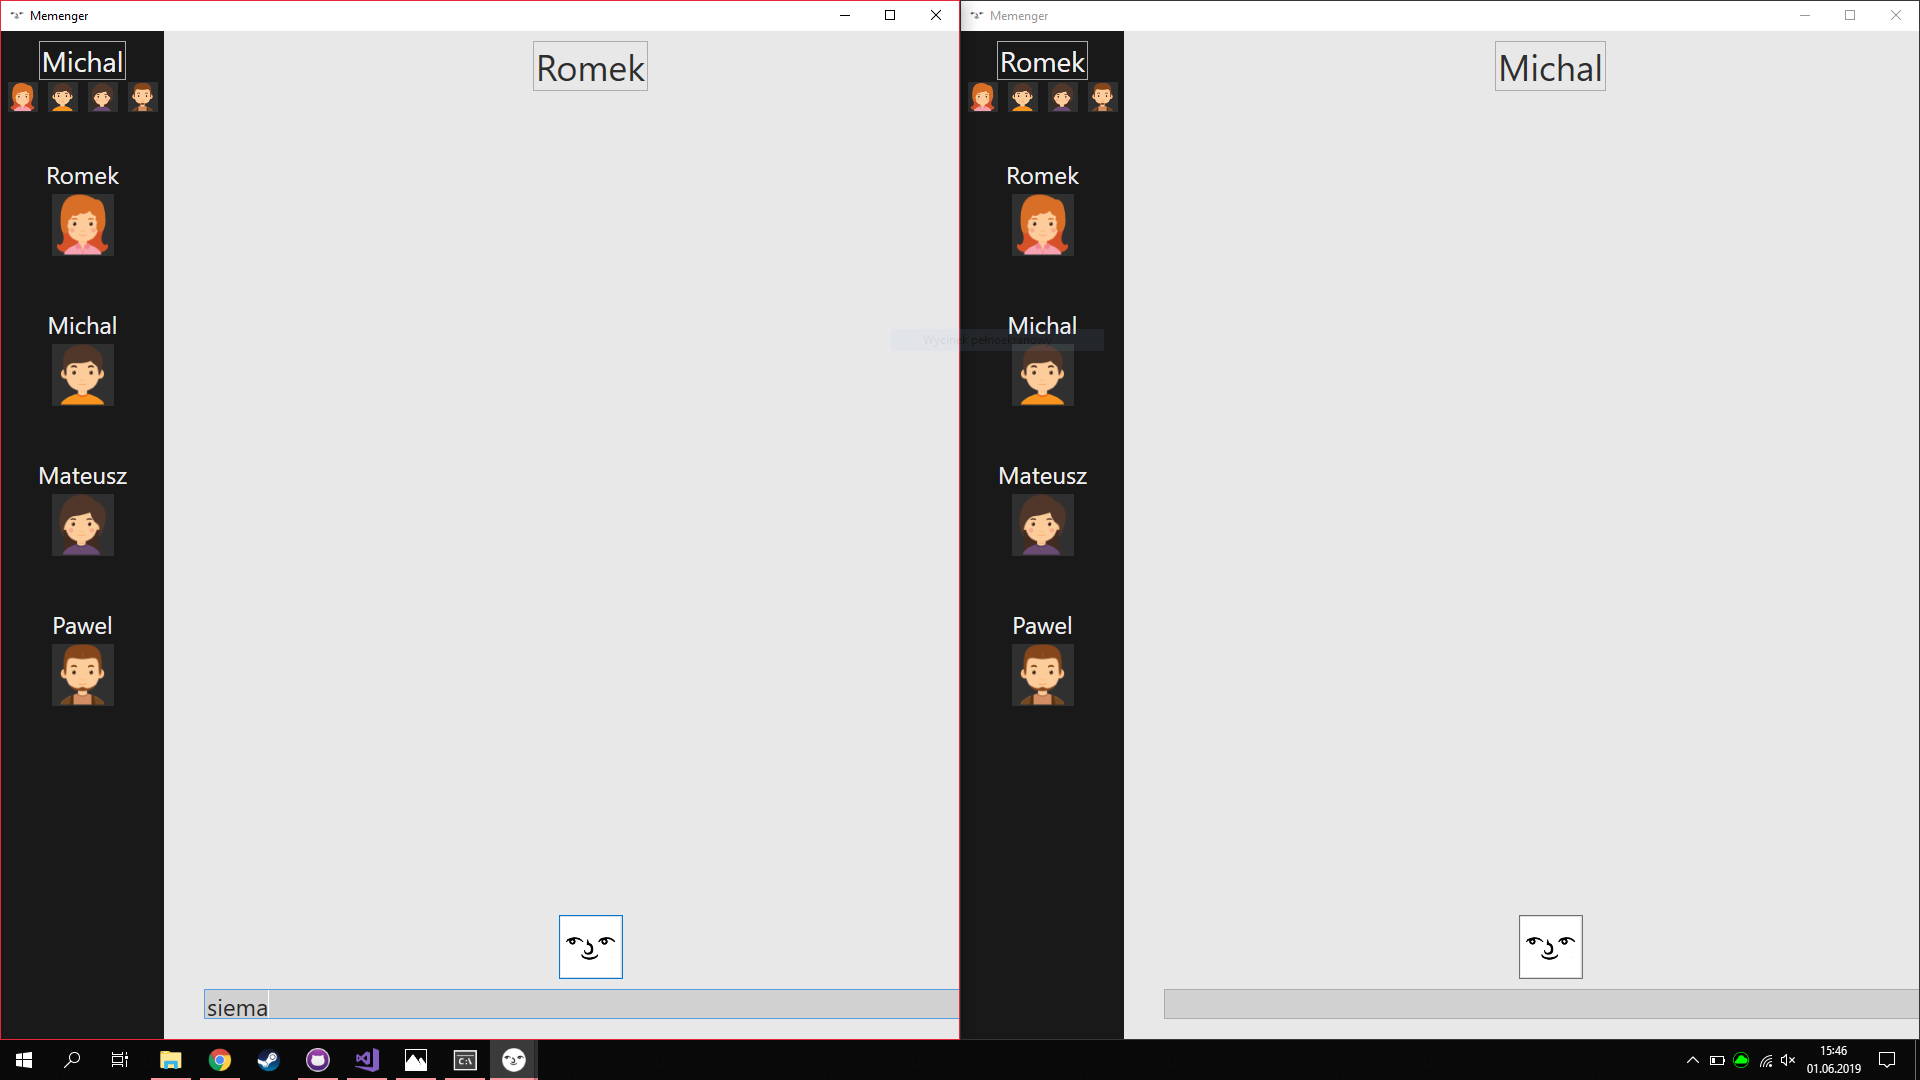 Memenger
Michal
Romek
Romek
Michal
Mateusz
Pawel
siema
Memenger
Romek
Michal
Romek
Michal
Wycinek pełnoekranowy
Mateusz
Pawel
C:\
15:46
01.06.2019